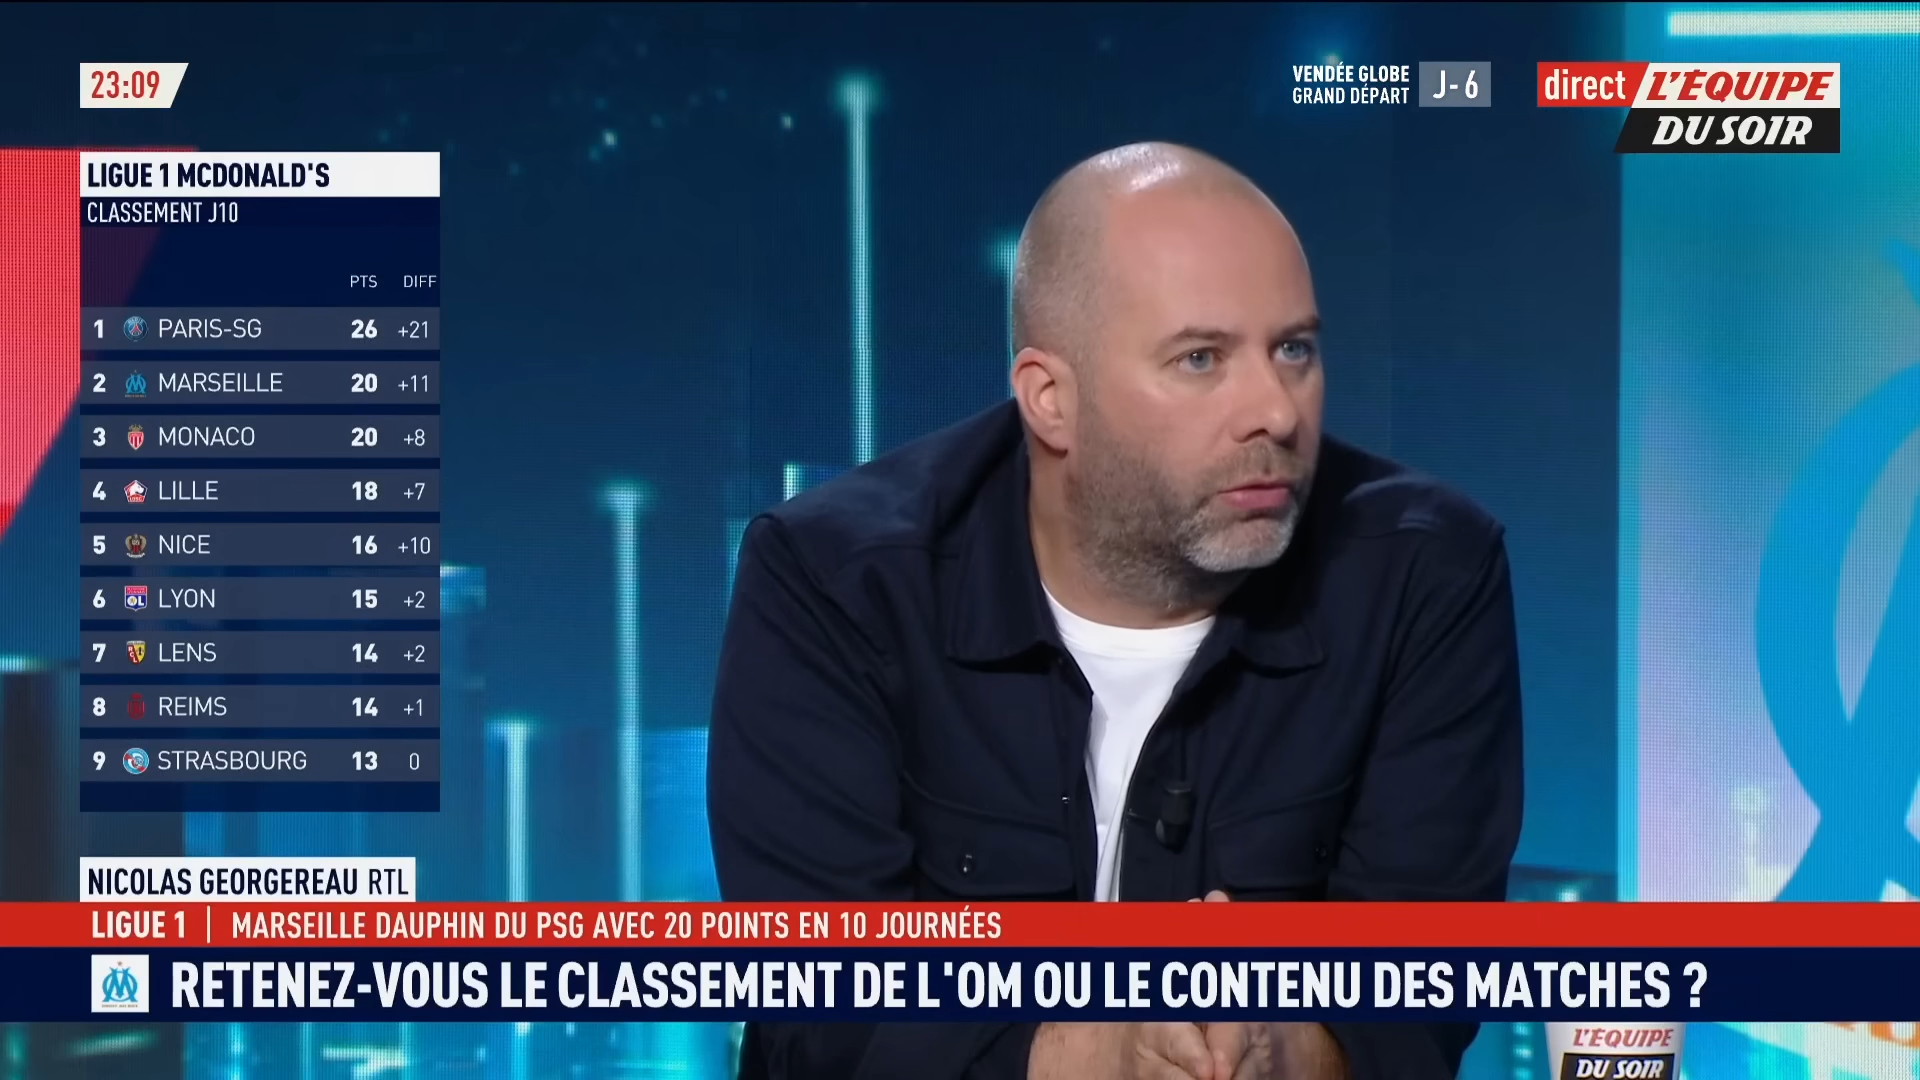 23:09
VENDÉE GLOBE
GRAND DÉPART
J-6
direct L'ÉQUIPE
DU SOIR
LIGUE 1 MCDONALD'S
CLASSEMENT J10
PTS DIFF
1 PARIS-SG 26 +21
2 MARSEILLE 20 +11
3 MONACO 20 +8
4 LILLE 18 +7
5 NICE 16 +10
6 LYON 15 +2
7 LENS 14 +2
8 REIMS 14 +1
9 STRASBOURG 13 0
NICOLAS GEORGEREAU RTL
LIGUE 1 | MARSEILLE DAUPHIN DU PSG AVEC 20 POINTS EN 10 JOURNÉES
RETENEZ-VOUS LE CLASSEMENT DE L'OM OU LE CONTENU DES MATCHES ?
L'ÉQUIPE
DU SOIR